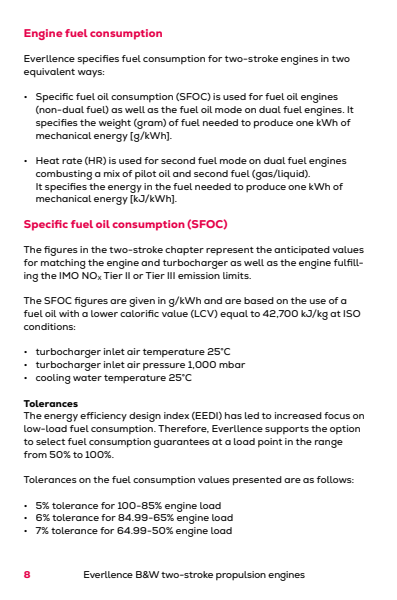 Engine fuel consumption
Everllence specifies fuel consumption for two-stroke engines in two
equivalent ways:
• Specific fuel oil consumption (SFOC) is used for fuel oil engines
(non-dual fuel) as well as the fuel oil mode on dual fuel engines. It
specifies the weight (gram) of fuel needed to produce one kWh of
mechanical energy [g/kWh].
• Heat rate (HR) is used for second fuel mode on dual fuel engines
combusting a mix of pilot oil and second fuel (gas/liquid).
It specifies the energy in the fuel needed to produce one kWh of
mechanical energy [kJ/kWh].
Specific fuel oil consumption (SFOC)
The figures in the two-stroke chapter represent the anticipated values
for matching the engine and turbocharger as well as the engine fulfill-
ing the IMO NOₓ Tier II or Tier III emission limits.
The SFOC figures are given in g/kWh and are based on the use of a
fuel oil with a lower calorific value (LCV) equal to 42,700 kJ/kg at ISO
conditions:
• turbocharger inlet air temperature 25°C
• turbocharger inlet air pressure 1,000 mbar
• cooling water temperature 25°C
Tolerances
The energy efficiency design index (EEDI) has led to increased focus on
low-load fuel consumption. Therefore, Everllence supports the option
to select fuel consumption guarantees at a load point in the range
from 50% to 100%.
Tolerances on the fuel consumption values presented are as follows:
• 5% tolerance for 100-85% engine load
• 6% tolerance for 84.99-65% engine load
• 7% tolerance for 64.99-50% engine load
8 Everllence B&W two-stroke propulsion engines